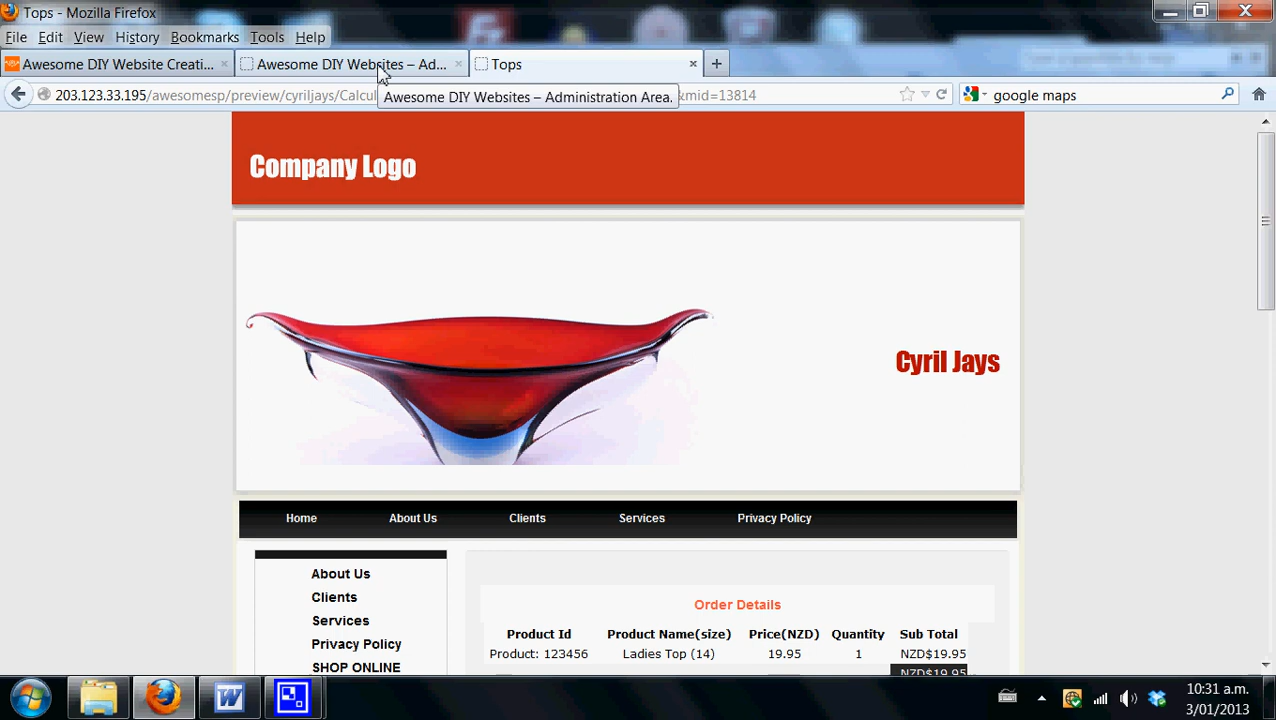 Tops - Mozilla Firefox
File Edit View History Bookmarks Tools Help
Awesome DIY Website Creati... × Awesome DIY Websites – Ad... × Tops × +
203.123.33.195/awesomesp/preview/cyriljays/Calcul &mid=13814 google maps
Awesome DIY Websites – Administration Area.
Company Logo
Cyril Jays
Home About Us Clients Services Privacy Policy
About Us
Clients
Services
Privacy Policy
SHOP ONLINE
Order Details
Product Id Product Name(size) Price(NZD) Quantity Sub Total
Product: 123456 Ladies Top (14) 19.95 1 NZD$19.95
NZD$19.95
10:31 a.m.
3/01/2013